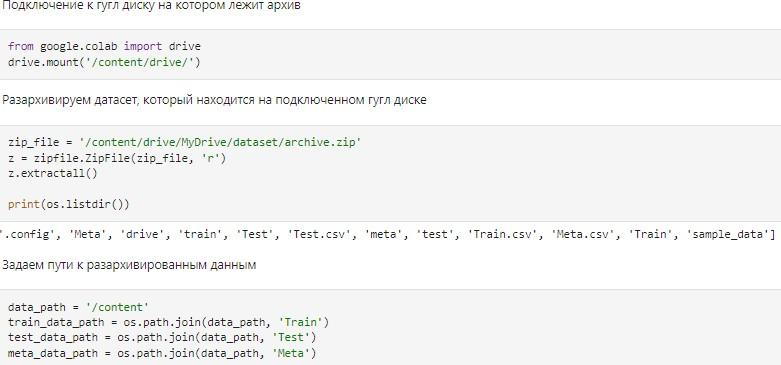 Подключение к гугл диску на котором лежит архив
from google.colab import drive
drive.mount('/content/drive/')
Разархивируем датасет, который находится на подключенном гугл диске
zip_file = '/content/drive/MyDrive/dataset/archive.zip'
z = zipfile.ZipFile(zip_file, 'r')
z.extractall()
print(os.listdir())
'.config', 'Meta', 'drive', 'train', 'Test', 'Test.csv', 'meta', 'test', 'Train.csv', 'Meta.csv', 'Train', 'sample_data']
Задаем пути к разархивированным данным
data_path = '/content'
train_data_path = os.path.join(data_path, 'Train')
test_data_path = os.path.join(data_path, 'Test')
meta_data_path = os.path.join(data_path, 'Meta')